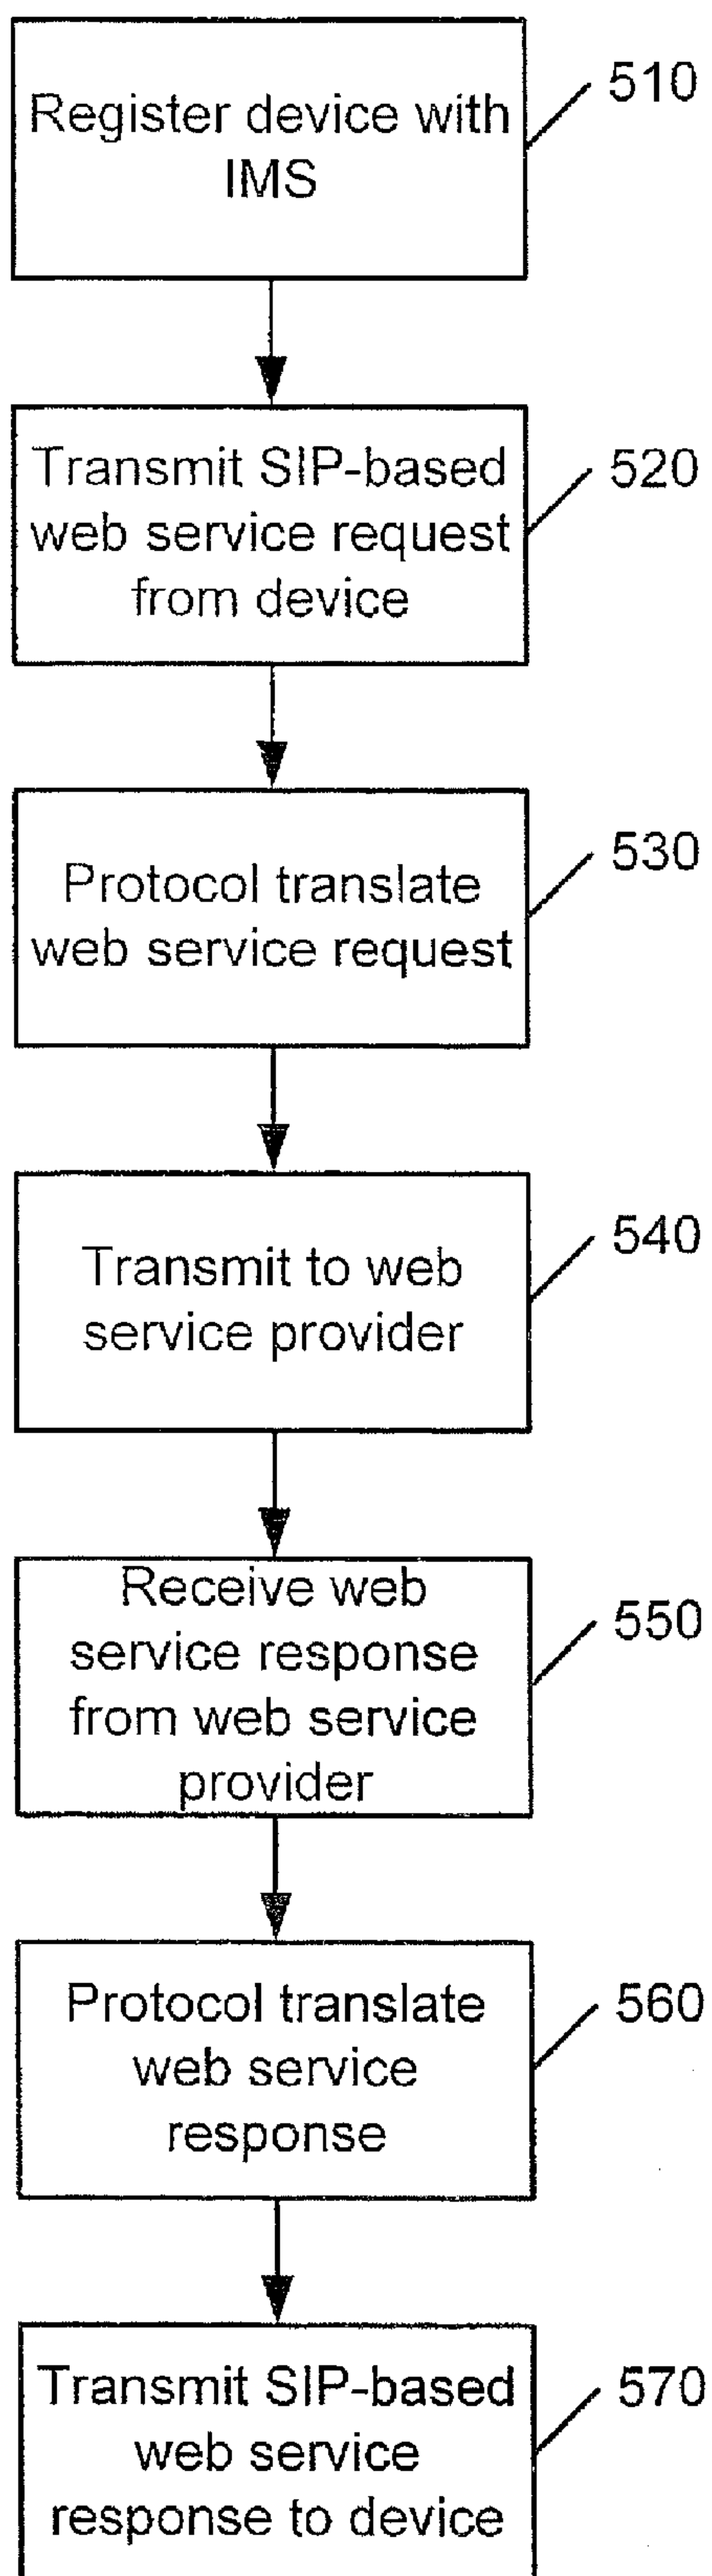 Register device with
IMS
510
Transmit SIP-based
web service request
from device
520
Protocol translate
web service request
530
Transmit to web
service provider
540
Receive web
service response
from web service
provider
550
Protocol translate
web service
response
560
Transmit SIP-based
web service
response to device
570